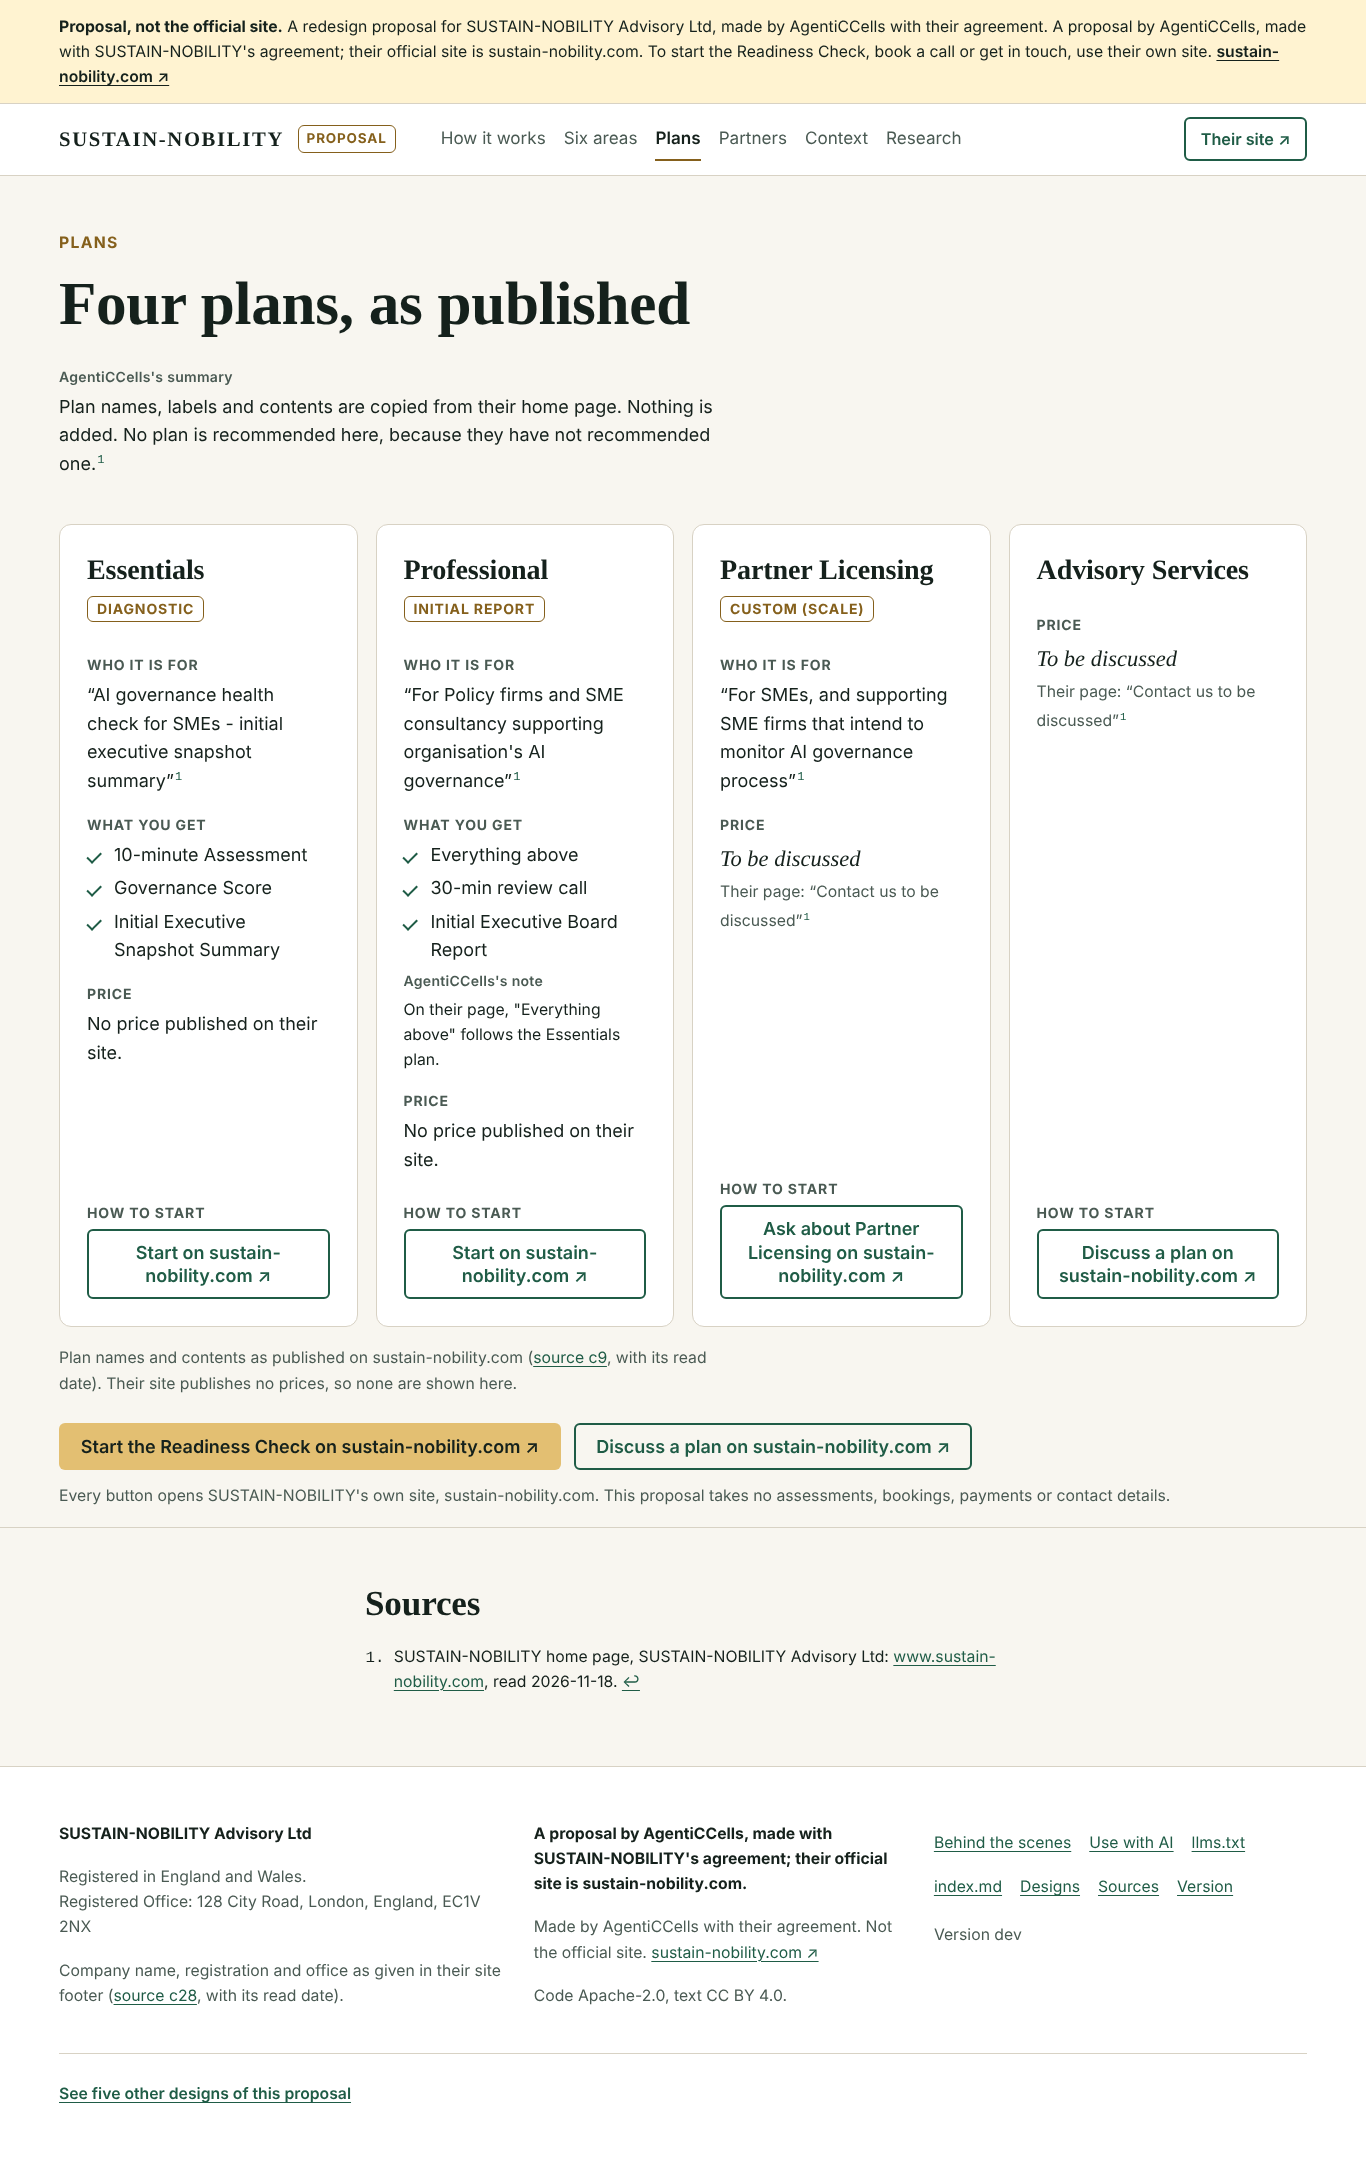 Proposal, not the official site. A redesign proposal for SUSTAIN-NOBILITY Advisory Ltd, made by AgentiCCells with their agreement. A proposal by AgentiCCells, made
with SUSTAIN-NOBILITY's agreement; their official site is sustain-nobility.com. To start the Readiness Check, book a call or get in touch, use their own site. sustain-
nobility.com ↗
SUSTAIN-NOBILITY PROPOSAL How it works Six areas Plans Partners Context Research Their site ↗
PLANS
Four plans, as published
AgentiCCells's summary
Plan names, labels and contents are copied from their home page. Nothing is
added. No plan is recommended here, because they have not recommended
one.1
Essentials
DIAGNOSTIC
WHO IT IS FOR
“AI governance health
check for SMEs - initial
executive snapshot
summary”1
WHAT YOU GET
10-minute Assessment
Governance Score
Initial Executive
Snapshot Summary
PRICE
No price published on their
site.
HOW TO START
Start on sustain-
nobility.com ↗
Professional
INITIAL REPORT
WHO IT IS FOR
“For Policy firms and SME
consultancy supporting
organisation's AI
governance”1
WHAT YOU GET
Everything above
30-min review call
Initial Executive Board
Report
AgentiCCells's note
On their page, "Everything
above" follows the Essentials
plan.
PRICE
No price published on their
site.
HOW TO START
Start on sustain-
nobility.com ↗
Partner Licensing
CUSTOM (SCALE)
WHO IT IS FOR
“For SMEs, and supporting
SME firms that intend to
monitor AI governance
process”1
PRICE
To be discussed
Their page: “Contact us to be
discussed”1
HOW TO START
Ask about Partner
Licensing on sustain-
nobility.com ↗
Advisory Services
PRICE
To be discussed
Their page: “Contact us to be
discussed”1
HOW TO START
Discuss a plan on
sustain-nobility.com ↗
Plan names and contents as published on sustain-nobility.com (source c9, with its read
date). Their site publishes no prices, so none are shown here.
Start the Readiness Check on sustain-nobility.com ↗ Discuss a plan on sustain-nobility.com ↗
Every button opens SUSTAIN-NOBILITY's own site, sustain-nobility.com. This proposal takes no assessments, bookings, payments or contact details.
Sources
1. SUSTAIN-NOBILITY home page, SUSTAIN-NOBILITY Advisory Ltd: www.sustain-
nobility.com, read 2026-11-18. ↩
SUSTAIN-NOBILITY Advisory Ltd
Registered in England and Wales.
Registered Office: 128 City Road, London, England, EC1V
2NX
Company name, registration and office as given in their site
footer (source c28, with its read date).
A proposal by AgentiCCells, made with
SUSTAIN-NOBILITY's agreement; their official
site is sustain-nobility.com.
Made by AgentiCCells with their agreement. Not
the official site. sustain-nobility.com ↗
Code Apache-2.0, text CC BY 4.0.
Behind the scenes Use with AI llms.txt
index.md Designs Sources Version
Version dev
See five other designs of this proposal